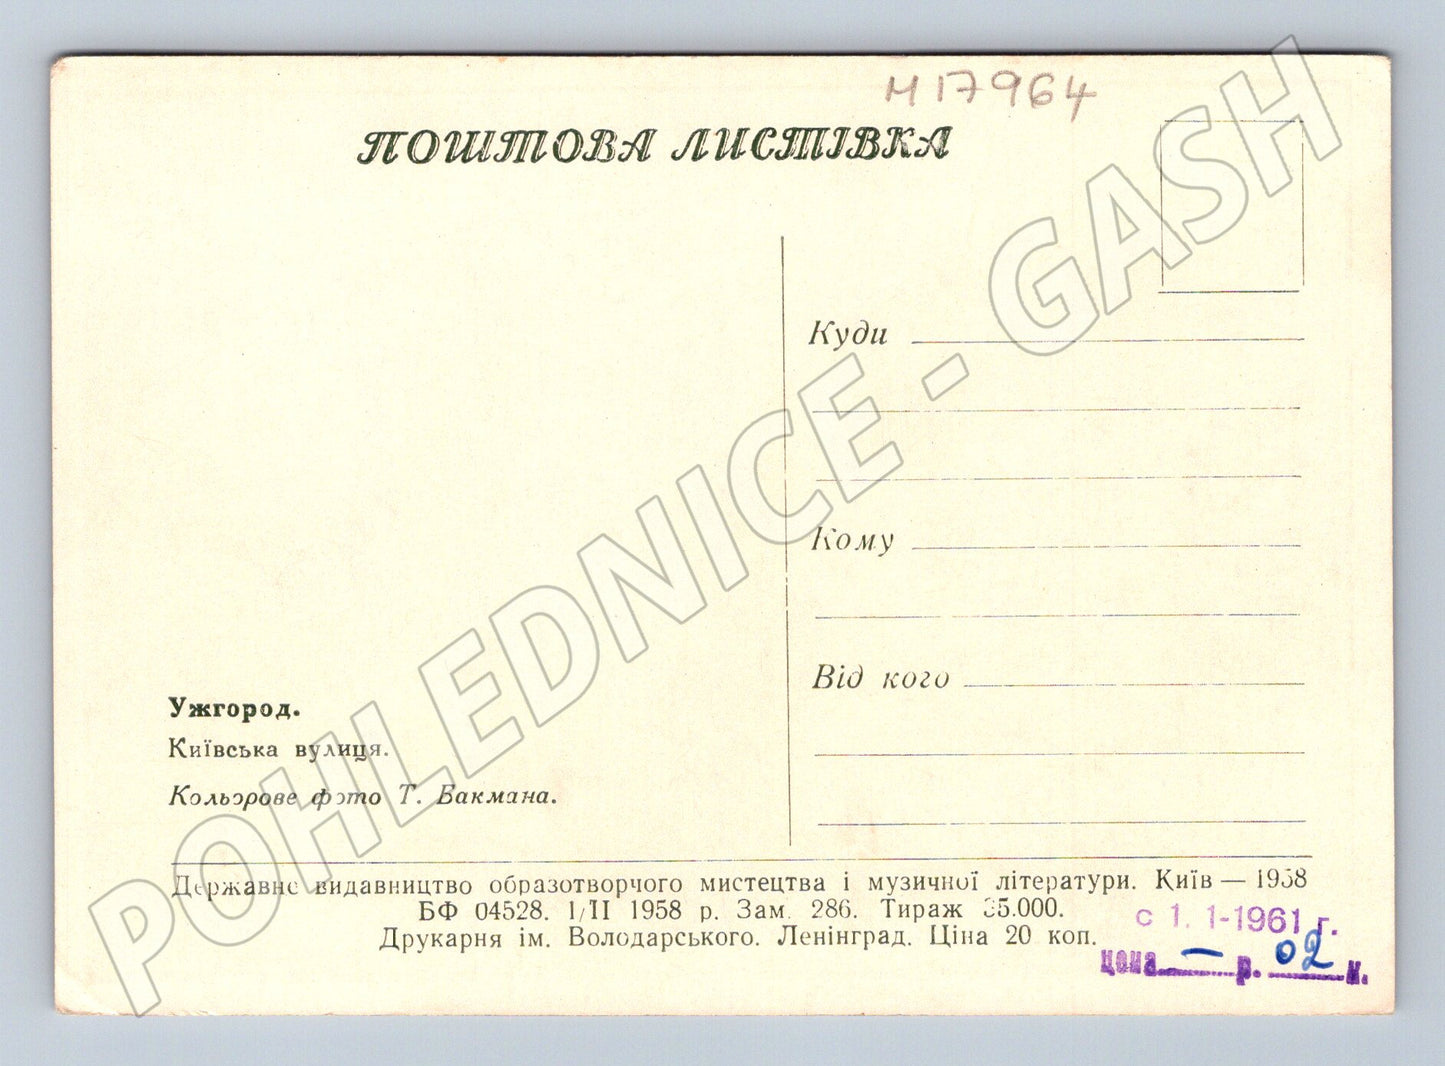 И17964
ПОШТОВА ЛИСТІВКА
Куди
Кому
Від кого
Ужгород.
Київська вулиця.
Кольорове фото Т. Бакмана.
Державне видавництво образотворчого мистецтва і музичної літератури. Київ — 1958
БФ 04528. 1/II 1958 р. Зам. 286. Тираж 35.000.
Друкарня ім. Володарського. Ленінград. Ціна 20 коп.
с 1. 1-1961 г.
цена — р. 02 к.
POHLEDNICE - GASH